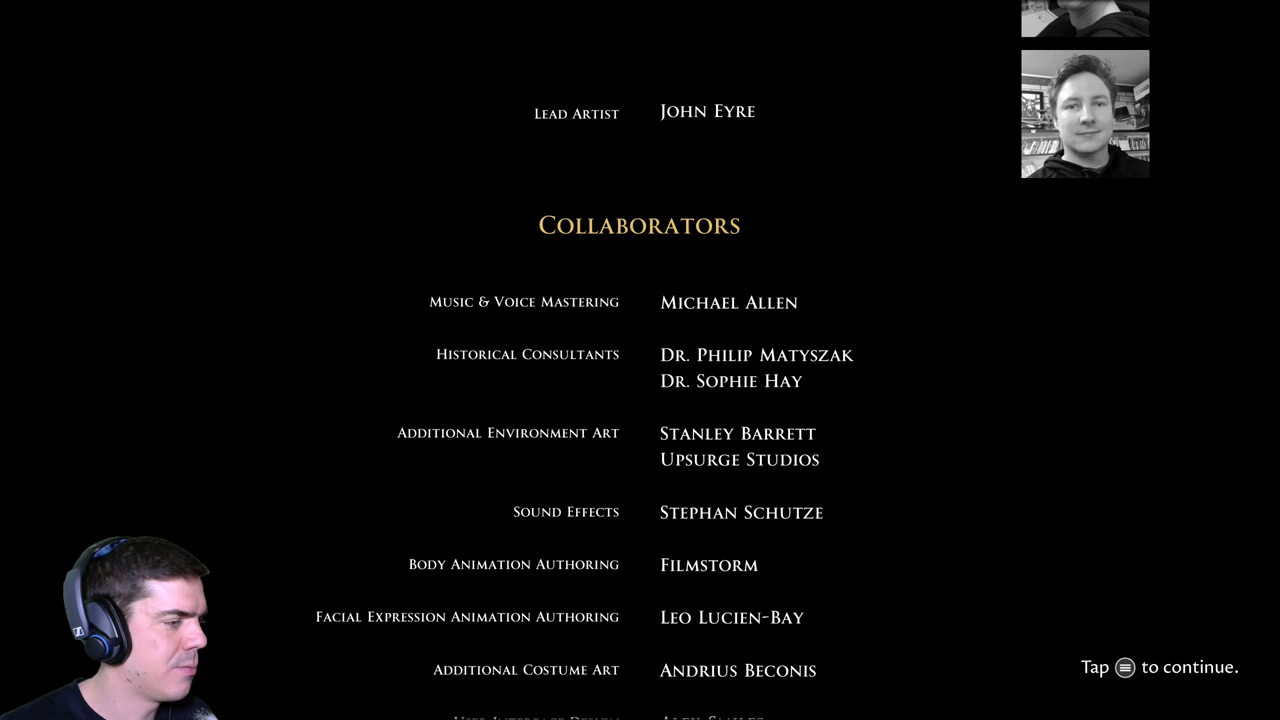 Lead Artist John Eyre
Collaborators
Music & Voice Mastering Michael Allen
Historical Consultants Dr. Philip Matyszak
Dr. Sophie Hay
Additional Environment Art Stanley Barrett
Upsurge Studios
Sound Effects Stephan Schutze
Body Animation Authoring Filmstorm
Facial Expression Animation Authoring Leo Lucien-Bay
Additional Costume Art Andrius Beconis
Tap to continue.